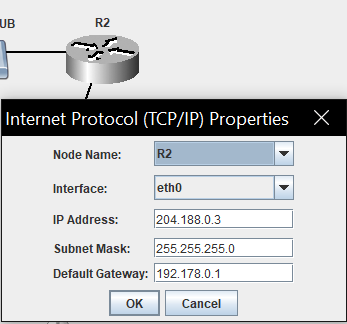 UB
R2
Internet Protocol (TCP/IP) Properties
Node Name: R2
Interface: eth0
IP Address: 204.188.0.3
Subnet Mask: 255.255.255.0
Default Gateway: 192.178.0.1
OK Cancel